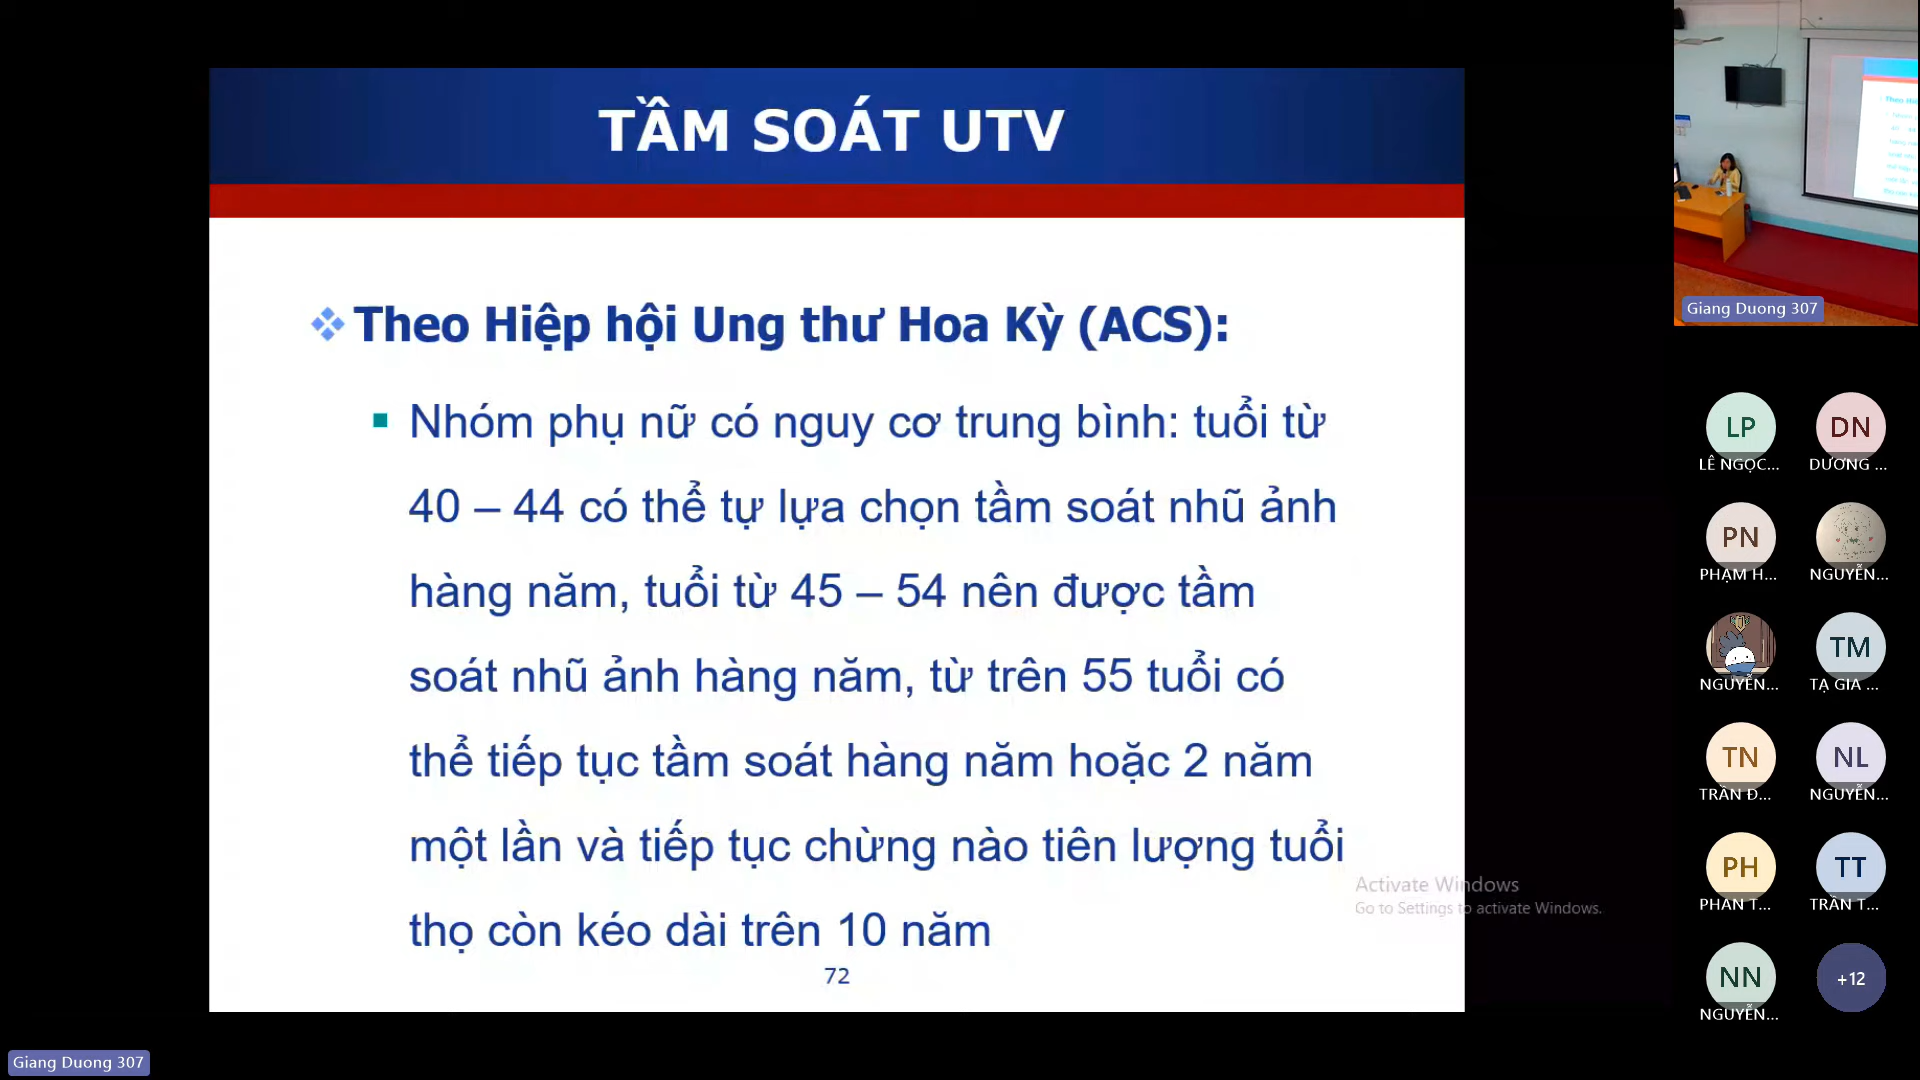 TẦM SOÁT UTV
Theo Hiệp hội Ung thư Hoa Kỳ (ACS):
Nhóm phụ nữ có nguy cơ trung bình: tuổi từ
40 – 44 có thể tự lựa chọn tầm soát nhũ ảnh
hàng năm, tuổi từ 45 – 54 nên được tầm
soát nhũ ảnh hàng năm, từ trên 55 tuổi có
thể tiếp tục tầm soát hàng năm hoặc 2 năm
một lần và tiếp tục chừng nào tiên lượng tuổi
thọ còn kéo dài trên 10 năm
72
Activate Windows
Go to Settings to activate Windows.
Giang Duong 307
Giang Duong 307
LP
LÊ NGỌC...
DN
DƯƠNG ...
PN
PHẠM H...
NGUYỄN...
NGUYỄN...
TM
TẠ GIA ...
TN
TRẦN Đ...
NL
NGUYỄN...
PH
PHAN T...
TT
TRẦN T...
NN
NGUYỄN...
+12